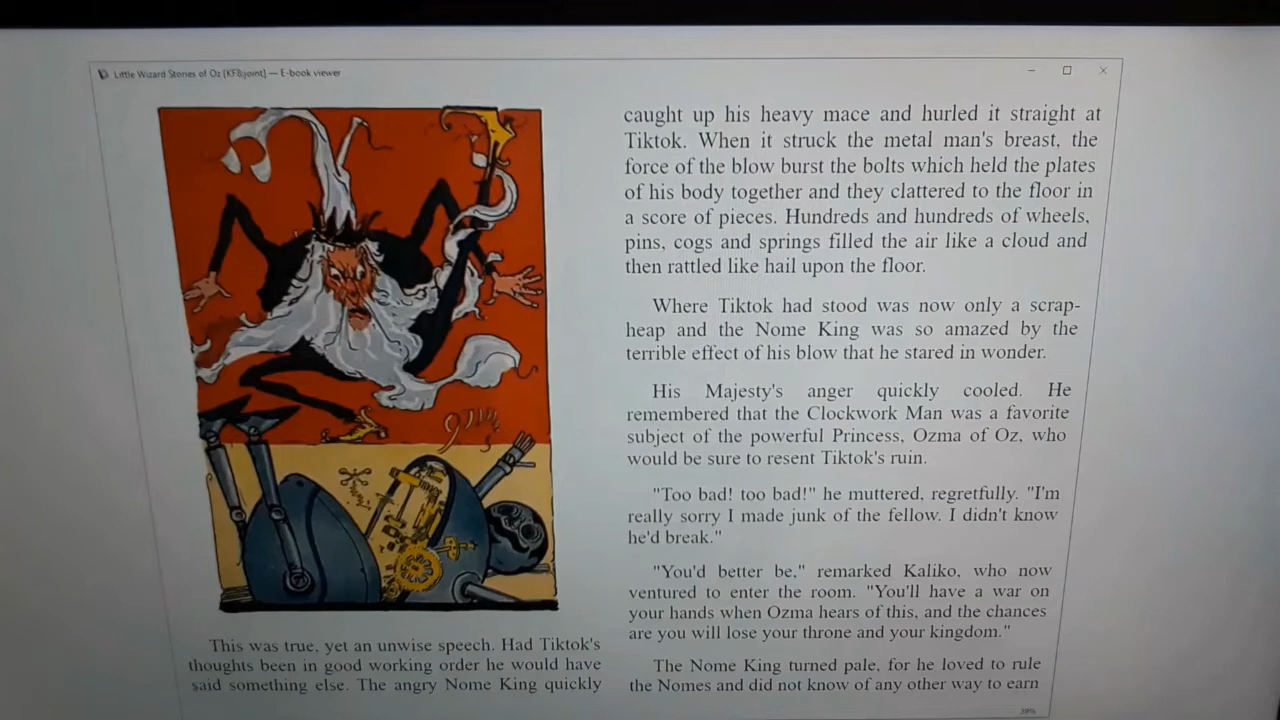 Little Wizard Stories of Oz [KF8:joint] — E-book viewer
This was true, yet an unwise speech. Had Tiktok's
thoughts been in good working order he would have
said something else. The angry Nome King quickly
caught up his heavy mace and hurled it straight at
Tiktok. When it struck the metal man's breast, the
force of the blow burst the bolts which held the plates
of his body together and they clattered to the floor in
a score of pieces. Hundreds and hundreds of wheels,
pins, cogs and springs filled the air like a cloud and
then rattled like hail upon the floor.
Where Tiktok had stood was now only a scrap-
heap and the Nome King was so amazed by the
terrible effect of his blow that he stared in wonder.
His Majesty's anger quickly cooled. He
remembered that the Clockwork Man was a favorite
subject of the powerful Princess, Ozma of Oz, who
would be sure to resent Tiktok's ruin.
"Too bad! too bad!" he muttered, regretfully. "I'm
really sorry I made junk of the fellow. I didn't know
he'd break."
"You'd better be," remarked Kaliko, who now
ventured to enter the room. "You'll have a war on
your hands when Ozma hears of this, and the chances
are you will lose your throne and your kingdom."
The Nome King turned pale, for he loved to rule
the Nomes and did not know of any other way to earn